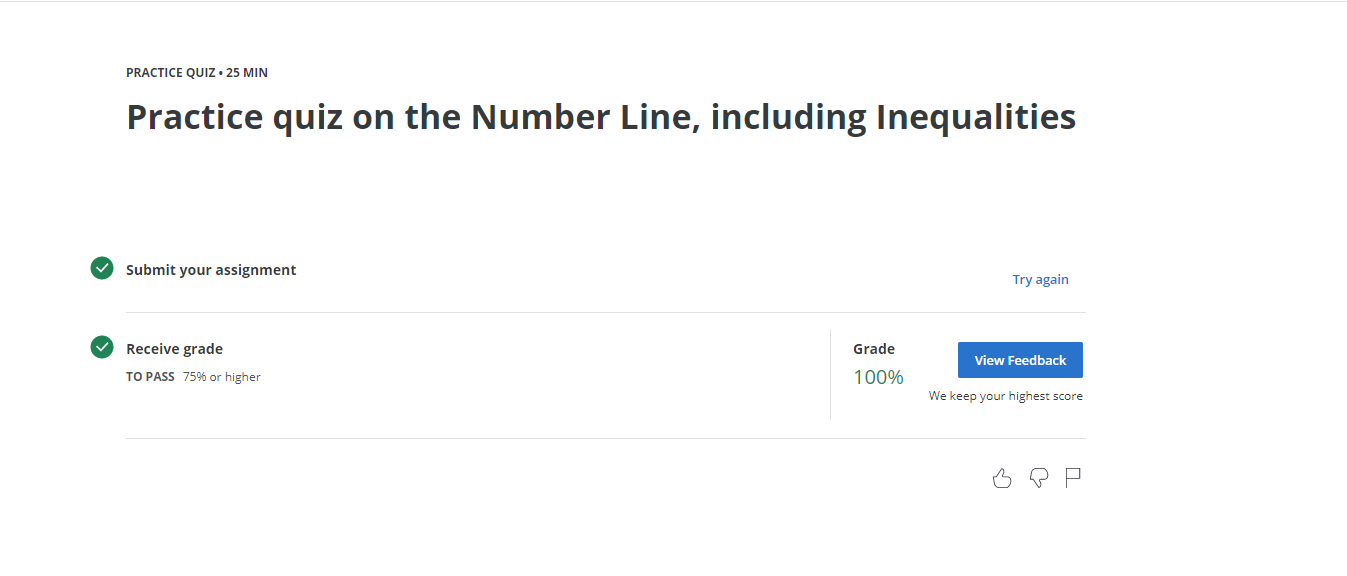 PRACTICE QUIZ • 25 MIN
Practice quiz on the Number Line, including Inequalities
Submit your assignment
Try again
Receive grade
TO PASS 75% or higher
Grade
100%
View Feedback
We keep your highest score